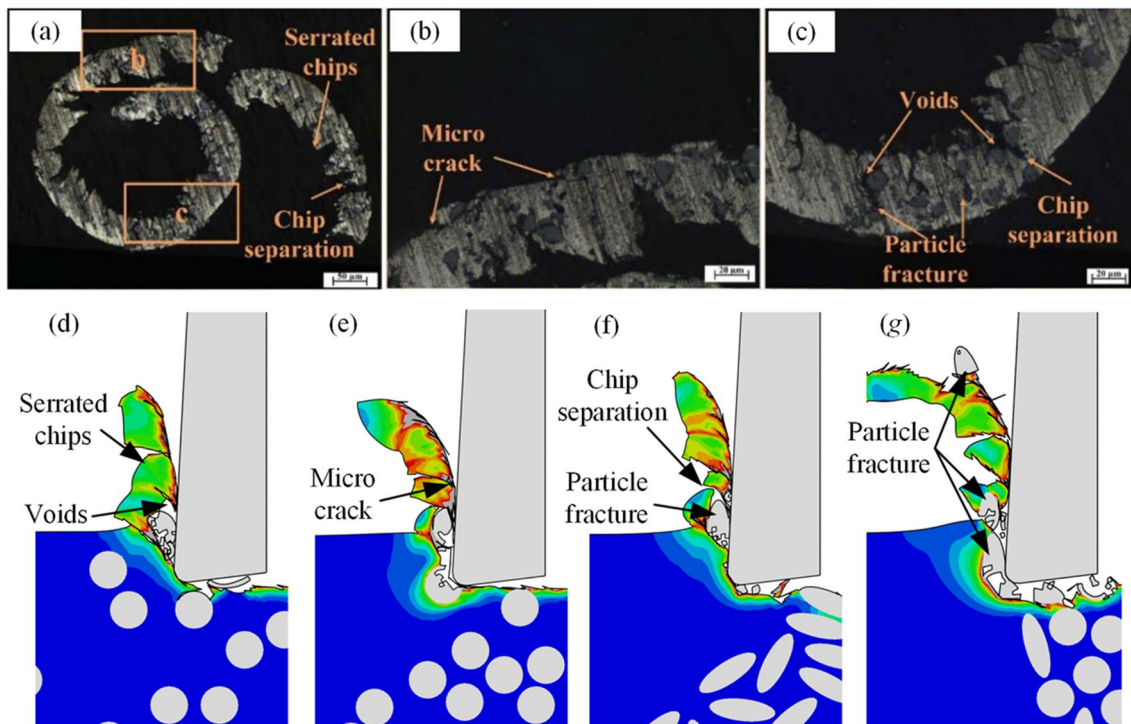 (a)
b
Serrated
chips
c
Chip
separation
50 μm
(b)
Micro
crack
20 μm
(c)
Voids
Particle
fracture
Chip
separation
20 μm
(d)
Serrated
chips
Voids
(e)
Micro
crack
(f)
Chip
separation
Particle
fracture
(g)
Particle
fracture